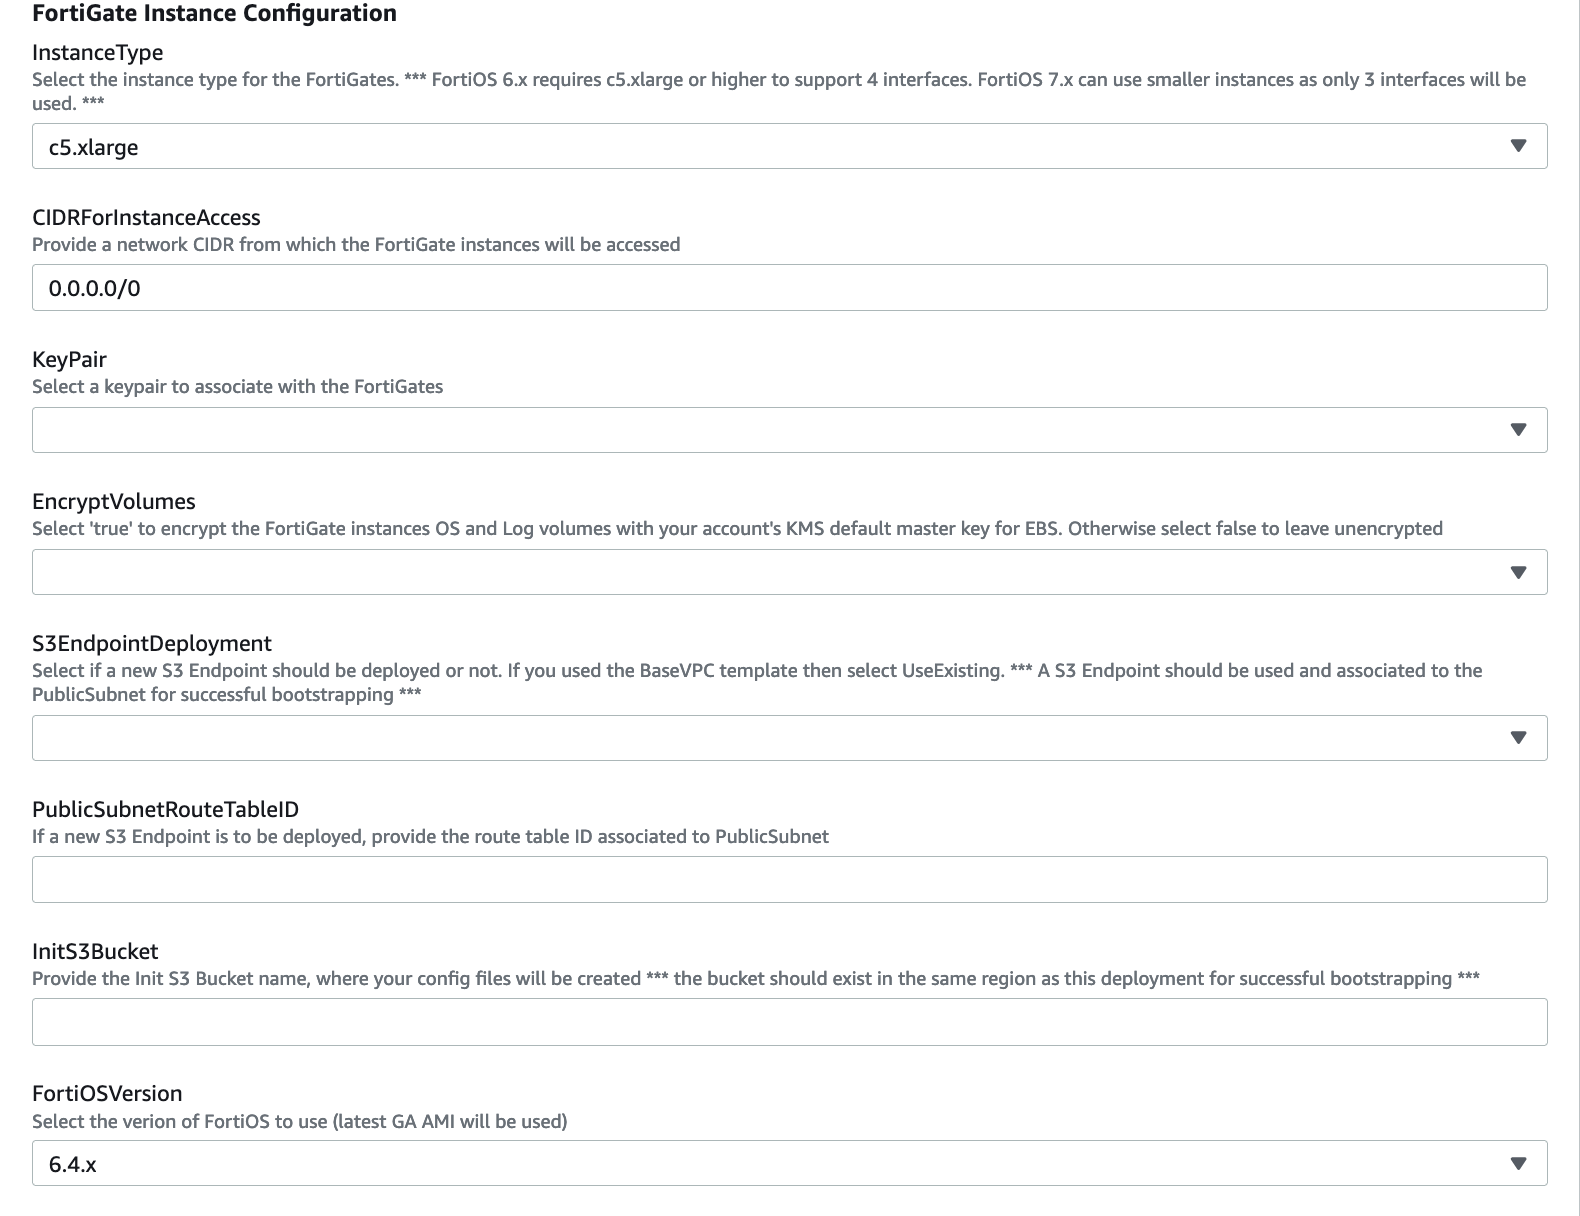 FortiGate Instance Configuration
InstanceType
Select the instance type for the FortiGates. *** FortiOS 6.x requires c5.xlarge or higher to support 4 interfaces. FortiOS 7.x can use smaller instances as only 3 interfaces will be
used. ***
c5.xlarge
CIDRForInstanceAccess
Provide a network CIDR from which the FortiGate instances will be accessed
0.0.0.0/0
KeyPair
Select a keypair to associate with the FortiGates
EncryptVolumes
Select 'true' to encrypt the FortiGate instances OS and Log volumes with your account's KMS default master key for EBS. Otherwise select false to leave unencrypted
S3EndpointDeployment
Select if a new S3 Endpoint should be deployed or not. If you used the BaseVPC template then select UseExisting. *** A S3 Endpoint should be used and associated to the
PublicSubnet for successful bootstrapping ***
PublicSubnetRouteTableID
If a new S3 Endpoint is to be deployed, provide the route table ID associated to PublicSubnet
InitS3Bucket
Provide the Init S3 Bucket name, where your config files will be created *** the bucket should exist in the same region as this deployment for successful bootstrapping ***
FortiOSVersion
Select the verion of FortiOS to use (latest GA AMI will be used)
6.4.x